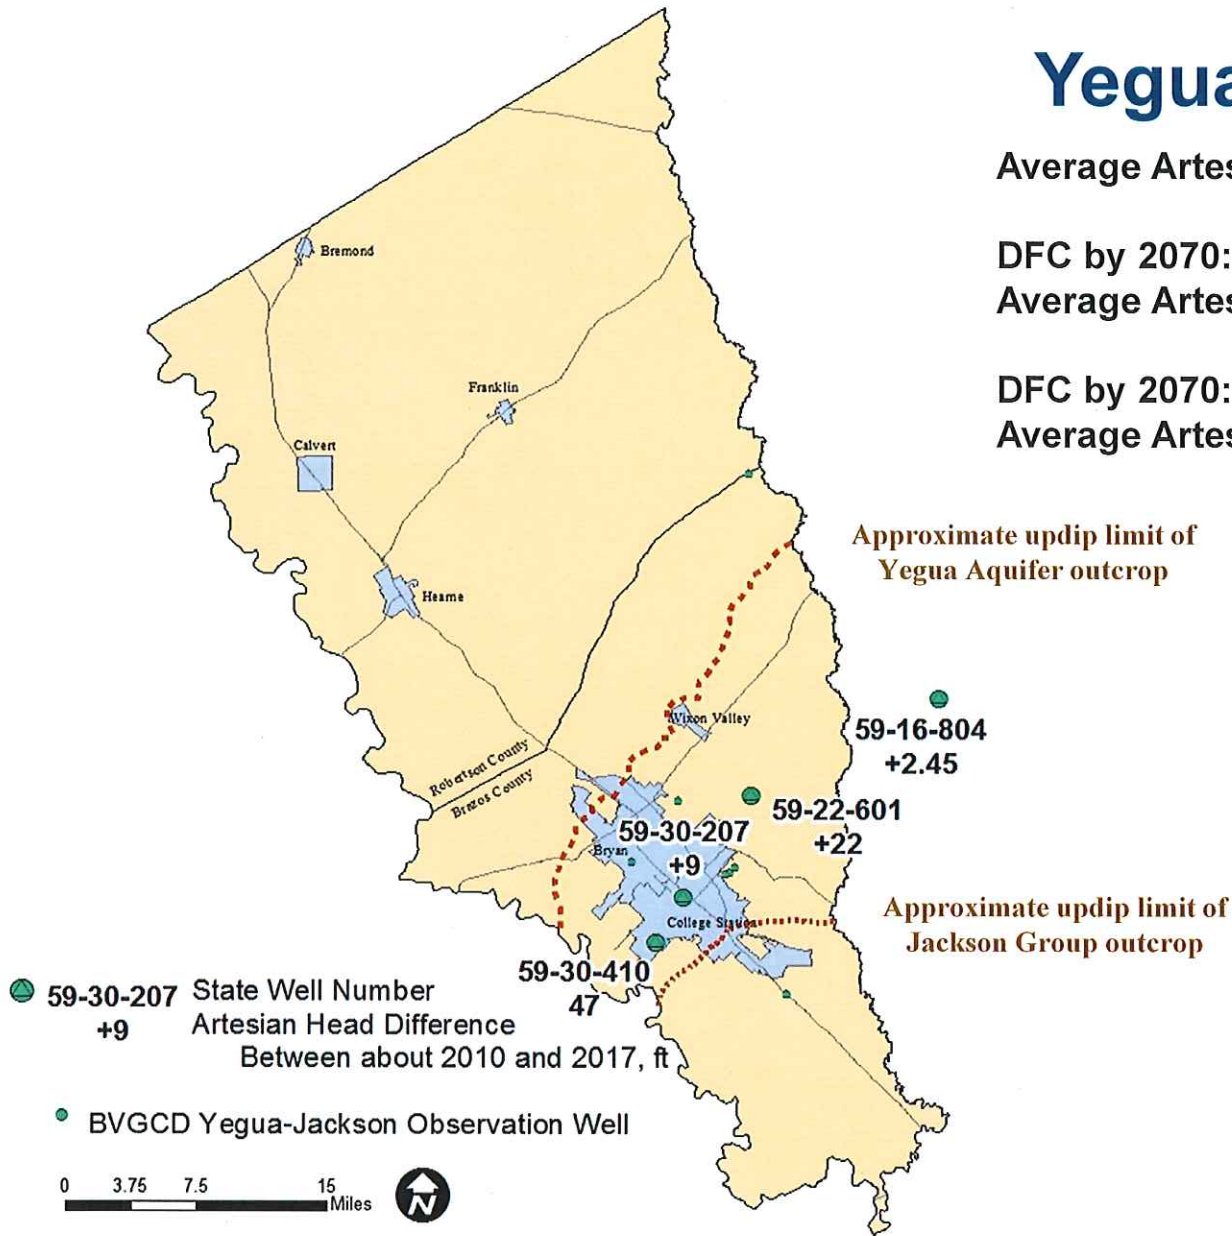 Yegua
Average Artes
DFC by 2070:
Average Artes
DFC by 2070:
Average Artes
Bremond
Franklin
Calvert
Hearne
Approximate updip limit of
Yegua Aquifer outcrop
Wixon Valley
59-16-804
+2.45
Robertson County
Brazos County
59-22-601
+22
59-30-207
+9
Bryan
College Station
Approximate updip limit of
Jackson Group outcrop
59-30-410
47
59-30-207 State Well Number
+9 Artesian Head Difference
Between about 2010 and 2017, ft
BVGCD Yegua-Jackson Observation Well
0 3.75 7.5 15
Miles
N